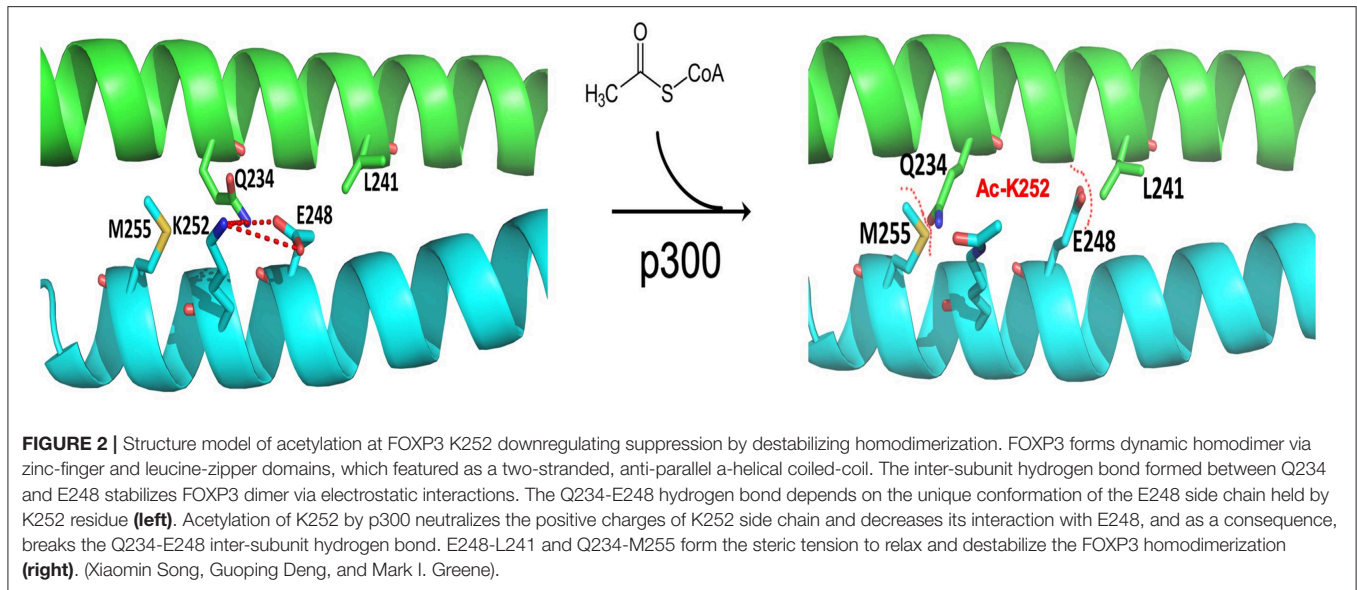 O
H₃C
S
CoA
Q234
L241
M255
K252
E248
p300
Q234
Ac-K252
L241
M255
E248
FIGURE 2 | Structure model of acetylation at FOXP3 K252 downregulating suppression by destabilizing homodimerization. FOXP3 forms dynamic homodimer via
zinc-finger and leucine-zipper domains, which featured as a two-stranded, anti-parallel a-helical coiled-coil. The inter-subunit hydrogen bond formed between Q234
and E248 stabilizes FOXP3 dimer via electrostatic interactions. The Q234-E248 hydrogen bond depends on the unique conformation of the E248 side chain held by
K252 residue (left). Acetylation of K252 by p300 neutralizes the positive charges of K252 side chain and decreases its interaction with E248, and as a consequence,
breaks the Q234-E248 inter-subunit hydrogen bond. E248-L241 and Q234-M255 form the steric tension to relax and destabilize the FOXP3 homodimerization
(right). (Xiaomin Song, Guoping Deng, and Mark I. Greene).